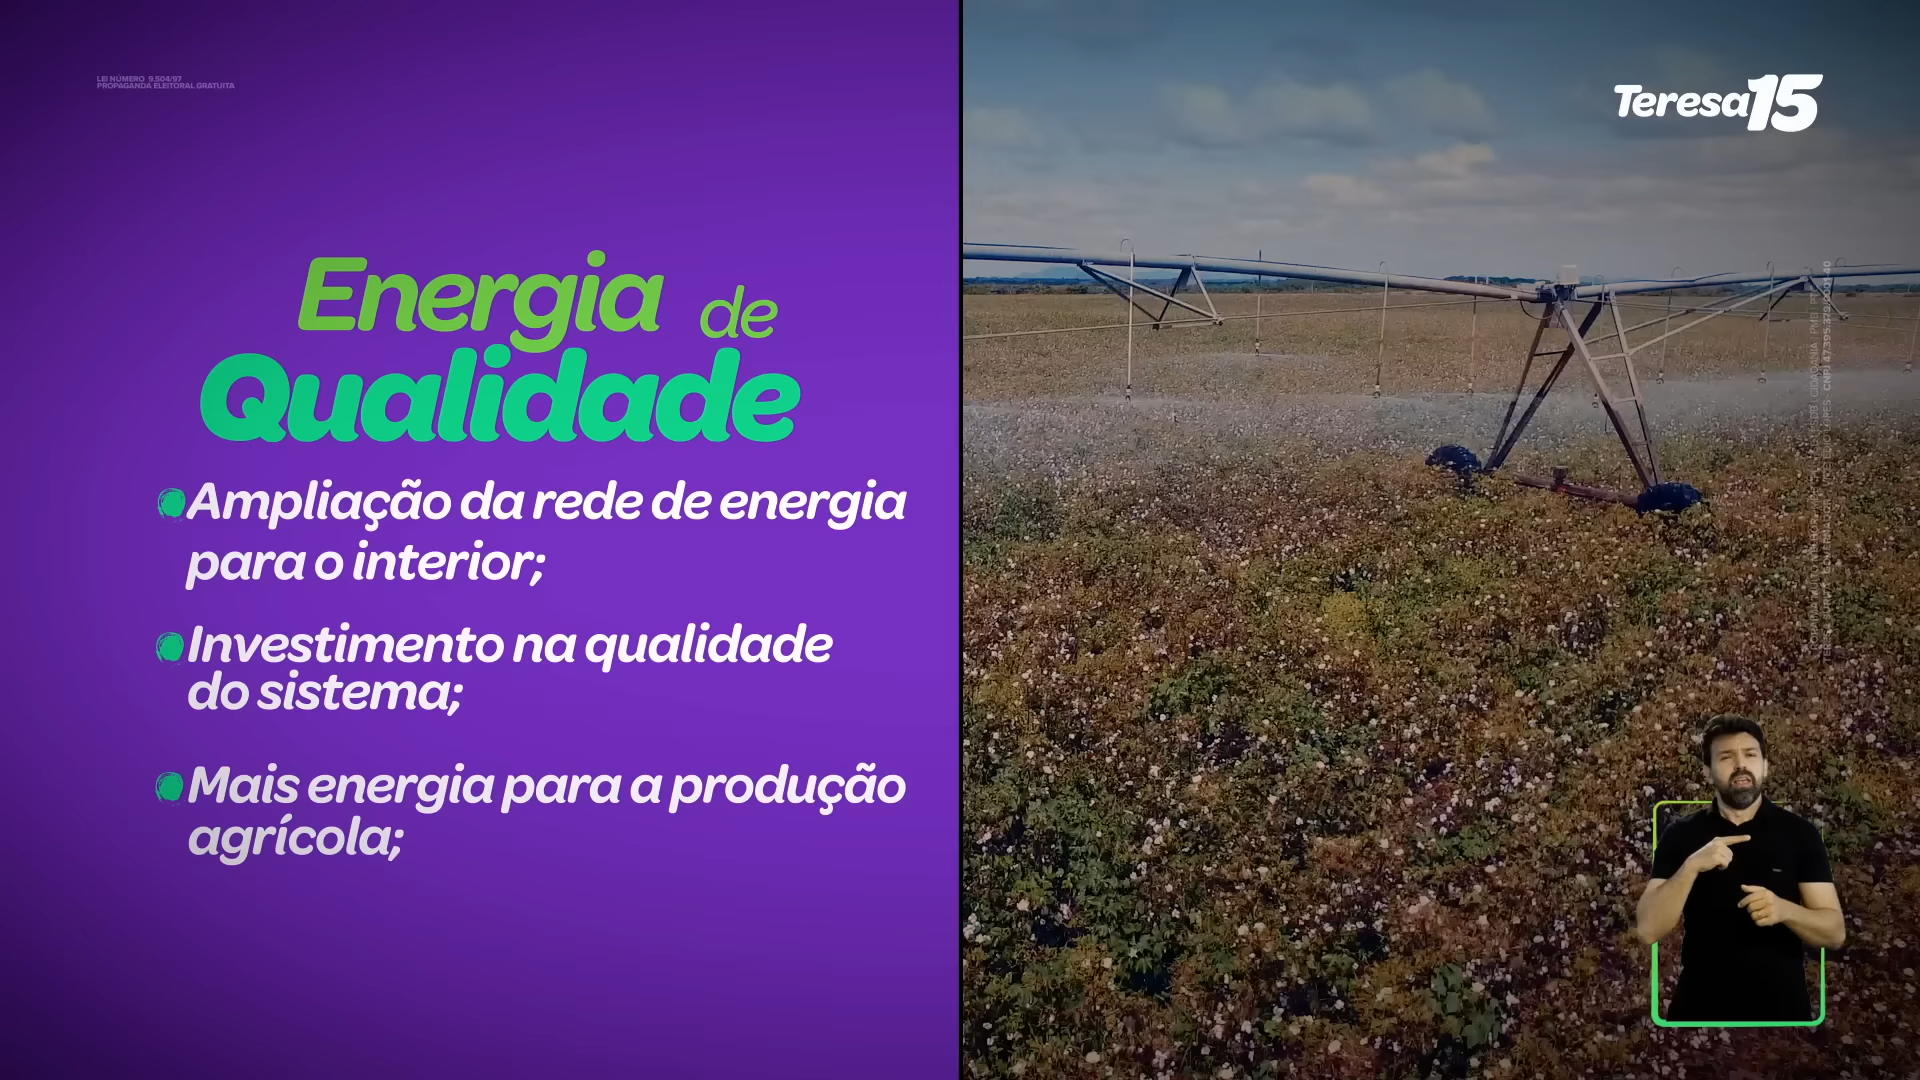 LEI NÚMERO 9.504/97
PROPAGANDA ELEITORAL GRATUITA
Teresa15
Energia de
Qualidade
Ampliação da rede de energia
para o interior;
Investimento na qualidade
do sistema;
Mais energia para a produção
agrícola;